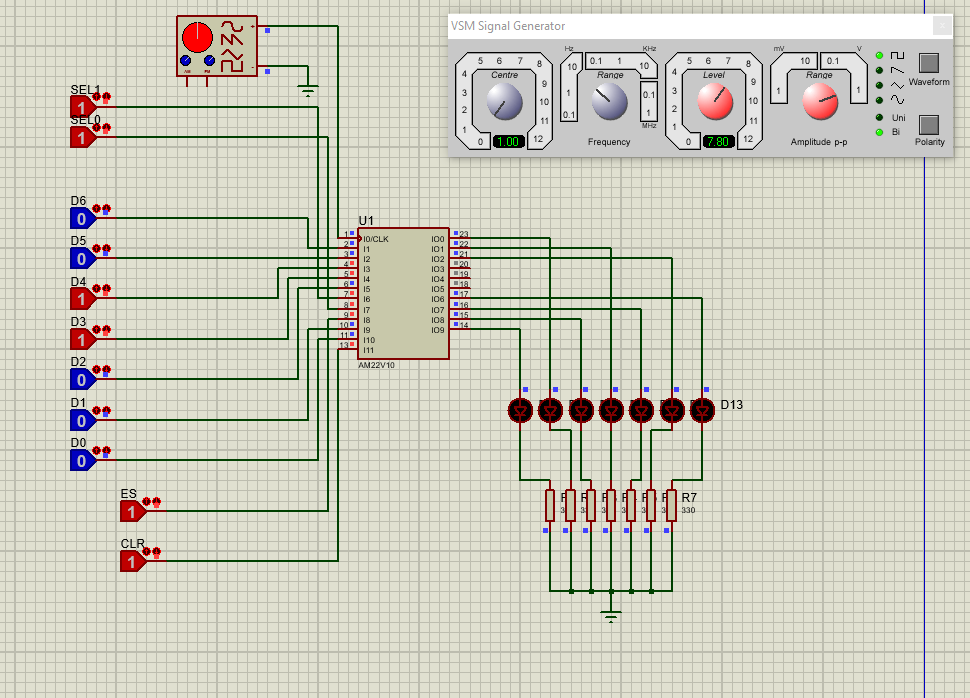 VSM Signal Generator
Hz KHz mV V
5 6 7 8 0.1 1 5 6 7 8 10 0.1
4 Centre 9 10 Range 10 4 Level 9 Range
3 10 1 0.1 3 10 1 1
2 11 2 11
1 12 0.1 1 1 12
0 1.00 MHz 0 7.80
Frequency
Amplitude p-p
Waveform
Uni
Bi
Polarity
+
-
AM FM
SEL1
1
SEL0
1
D6
0
D5
0
D4
1
D3
1
D2
0
D1
0
D0
0
ES
1
CLR
1
U1
1 I0/CLK IO0 23
2 I1 IO1 22
3 I2 IO2 21
4 I3 IO3 20
5 I4 IO4 19
6 I5 IO5 18
7 I6 IO6 17
8 I7 IO7 16
9 I8 IO8 15
10 I9 IO9 14
11 I10
13 I11
AM22V10
D13
R7
330